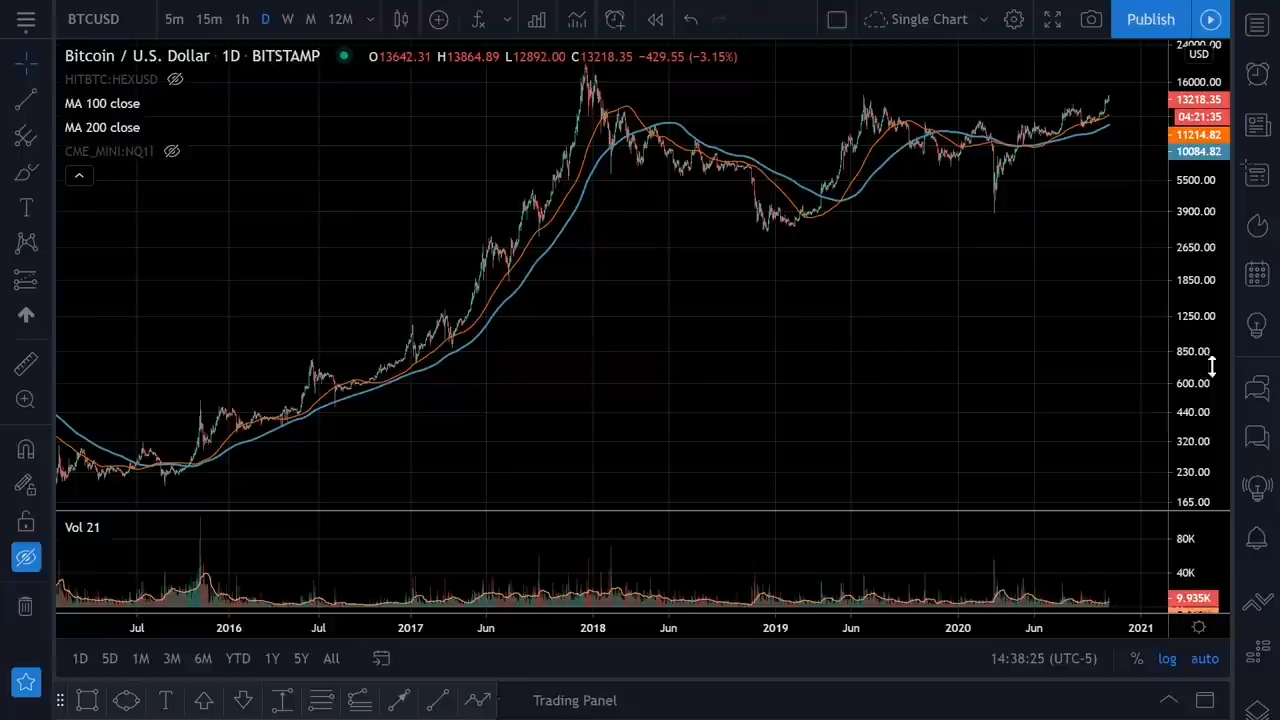 BTCUSD 5m 15m 1h D W M 12M Single Chart Publish
Bitcoin / U.S. Dollar · 1D · BITSTAMP O13642.31 H13864.89 L12892.00 C13218.35 −429.55 (−3.15%)
HITBTC:HEXUSD
MA 100 close
MA 200 close
CME_MINI:NQ1!
24000.00
USD
16000.00
13218.35
04:21:35
11214.82
10084.82
5500.00
3900.00
2650.00
1850.00
1250.00
850.00
600.00
440.00
320.00
230.00
165.00
Vol 21
80K
40K
9.935K
Jul 2016 Jul 2017 Jun 2018 Jun 2019 Jun 2020 Jun 2021
1D 5D 1M 3M 6M YTD 1Y 5Y All 14:38:25 (UTC-5) % log auto
T Trading Panel